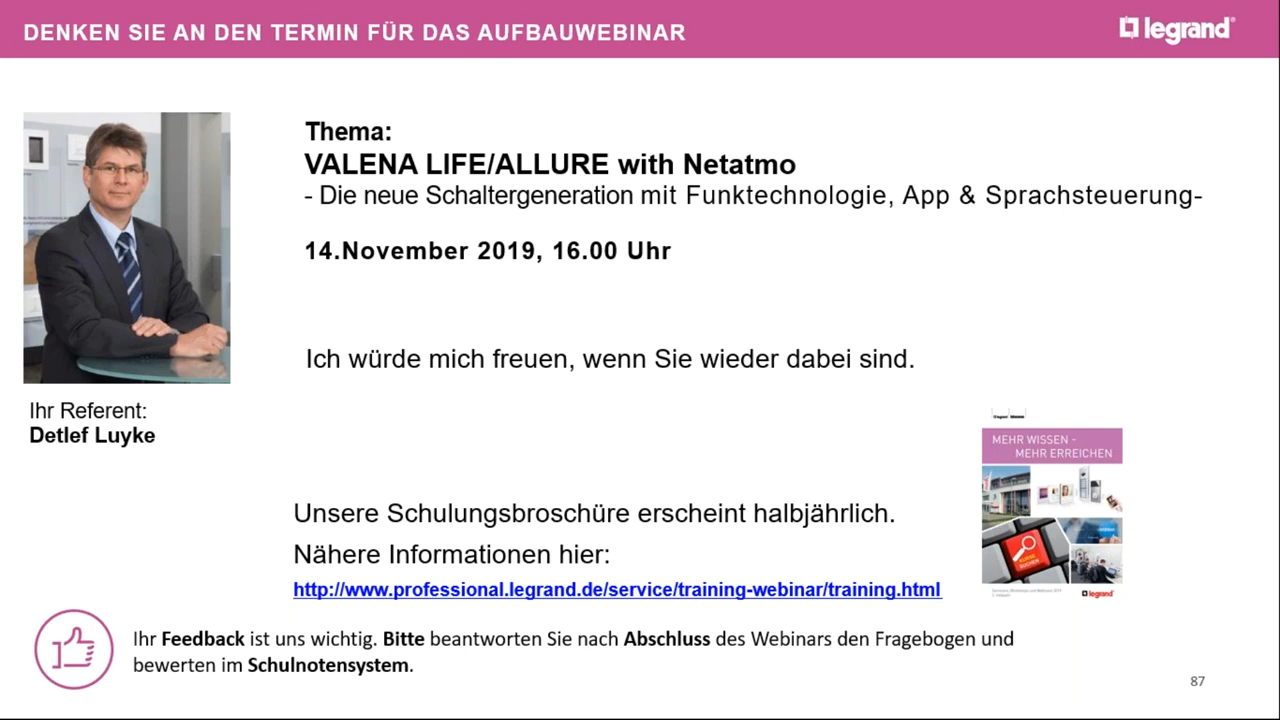 DENKEN SIE AN DEN TERMIN FÜR DAS AUFBAUWEBINAR
legrand®
Thema:
VALENA LIFE/ALLURE with Netatmo
- Die neue Schaltergeneration mit Funktechnologie, App & Sprachsteuerung-
14.November 2019, 16.00 Uhr
Ich würde mich freuen, wenn Sie wieder dabei sind.
Ihr Referent:
Detlef Luyke
MEHR WISSEN -
MEHR ERREICHEN
legrand
Unsere Schulungsbroschüre erscheint halbjährlich.
Nähere Informationen hier:
http://www.professional.legrand.de/service/training-webinar/training.html
Ihr Feedback ist uns wichtig. Bitte beantworten Sie nach Abschluss des Webinars den Fragebogen und
bewerten im Schulnotensystem.
87